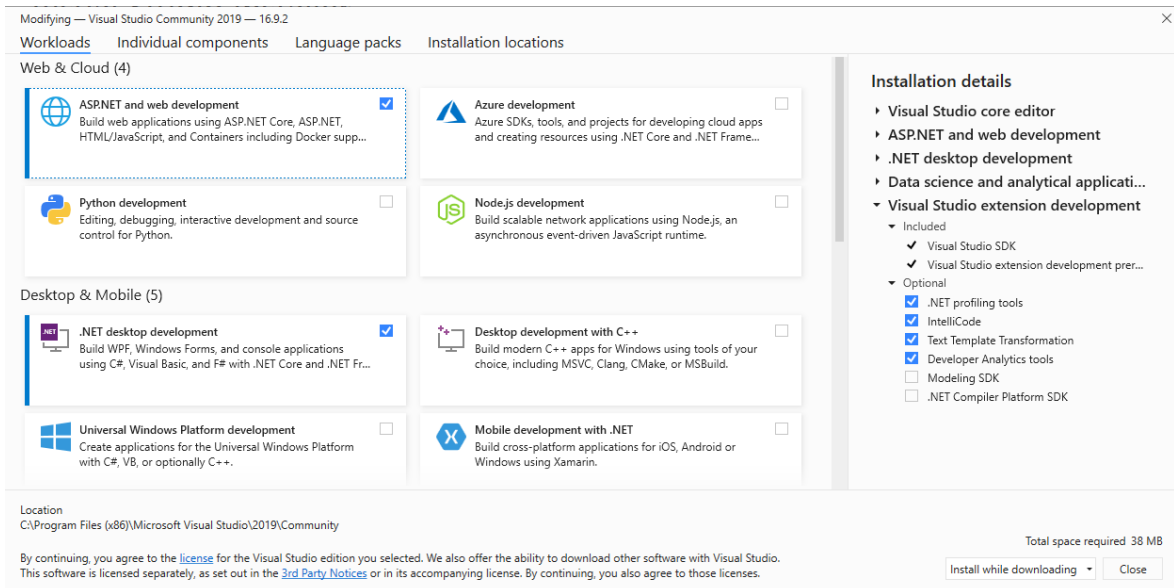 Modifying — Visual Studio Community 2019 — 16.9.2
Workloads Individual components Language packs Installation locations
Web & Cloud (4)
ASP.NET and web development
Build web applications using ASP.NET Core, ASP.NET,
HTML/JavaScript, and Containers including Docker supp...
Azure development
Azure SDKs, tools, and projects for developing cloud apps
and creating resources using .NET Core and .NET Frame...
Python development
Editing, debugging, interactive development and source
control for Python.
JS
Node.js development
Build scalable network applications using Node.js, an
asynchronous event-driven JavaScript runtime.
Desktop & Mobile (5)
.NET
.NET desktop development
Build WPF, Windows Forms, and console applications
using C#, Visual Basic, and F# with .NET Core and .NET Fr...
Desktop development with C++
Build modern C++ apps for Windows using tools of your
choice, including MSVC, Clang, CMake, or MSBuild.
Universal Windows Platform development
Create applications for the Universal Windows Platform
with C#, VB, or optionally C++.
Mobile development with .NET
Build cross-platform applications for iOS, Android or
Windows using Xamarin.
Installation details
Visual Studio core editor
ASP.NET and web development
.NET desktop development
Data science and analytical applicati...
Visual Studio extension development
Included
Visual Studio SDK
Visual Studio extension development prer...
Optional
.NET profiling tools
IntelliCode
Text Template Transformation
Developer Analytics tools
Modeling SDK
.NET Compiler Platform SDK
Location
C:\Program Files (x86)\Microsoft Visual Studio\2019\Community
By continuing, you agree to the license for the Visual Studio edition you selected. We also offer the ability to download other software with Visual Studio.
This software is licensed separately, as set out in the 3rd Party Notices or in its accompanying license. By continuing, you also agree to those licenses.
Total space required 38 MB
Install while downloading
Close